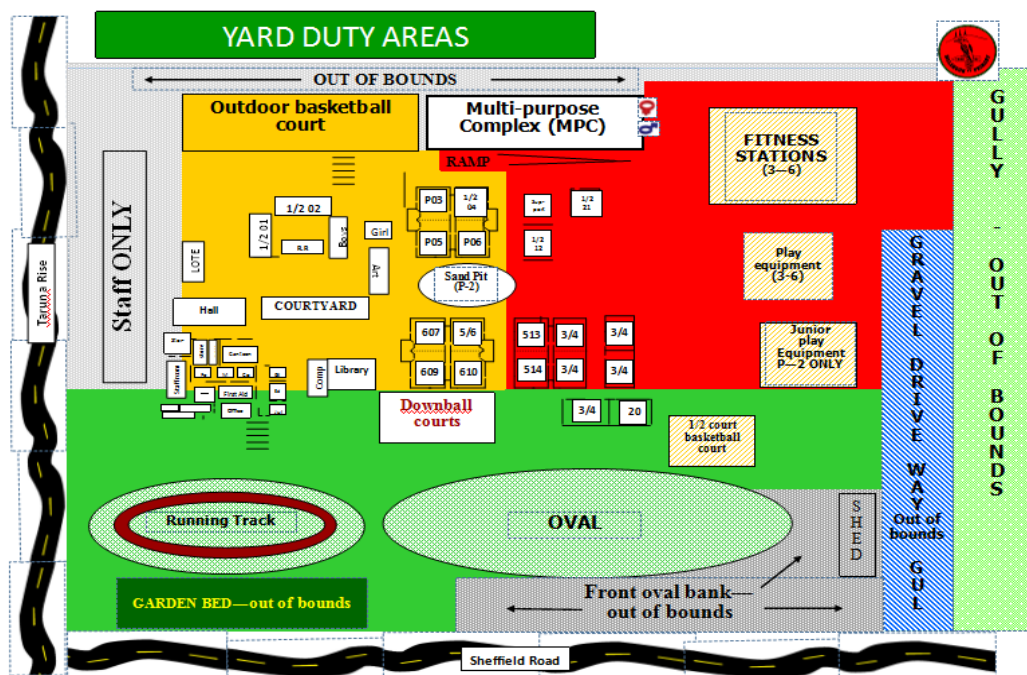 YARD DUTY AREAS
OUT OF BOUNDS
Outdoor basketball
court
Multi-purpose
Complex (MPC)
RAMP
FITNESS
STATIONS
(3—6)
Staff ONLY
Taruna Rise
P03
1/2
04
P05
P06
1/2
21
1/2
12
1/2 02
1/2 01
R.R
Boys
Girl
Art
LOTE
Sand Pit
(P-2)
Play
equipment
(3-6)
COURTYARD
Hall
607
5/6
609
610
513
3/4
3/4
514
3/4
3/4
Junior
play
Equipment
P—2 ONLY
Comp
Library
First Aid
Office
Downball
courts
3/4
20
1/2 court
basketball
court
Running Track
OVAL
SHED
GARDEN BED—out of bounds
Front oval bank—
out of bounds
GRAVEL DRIVE WAY GUL
Out of
bounds
GULLY - OUT OF BOUNDS
Sheffield Road